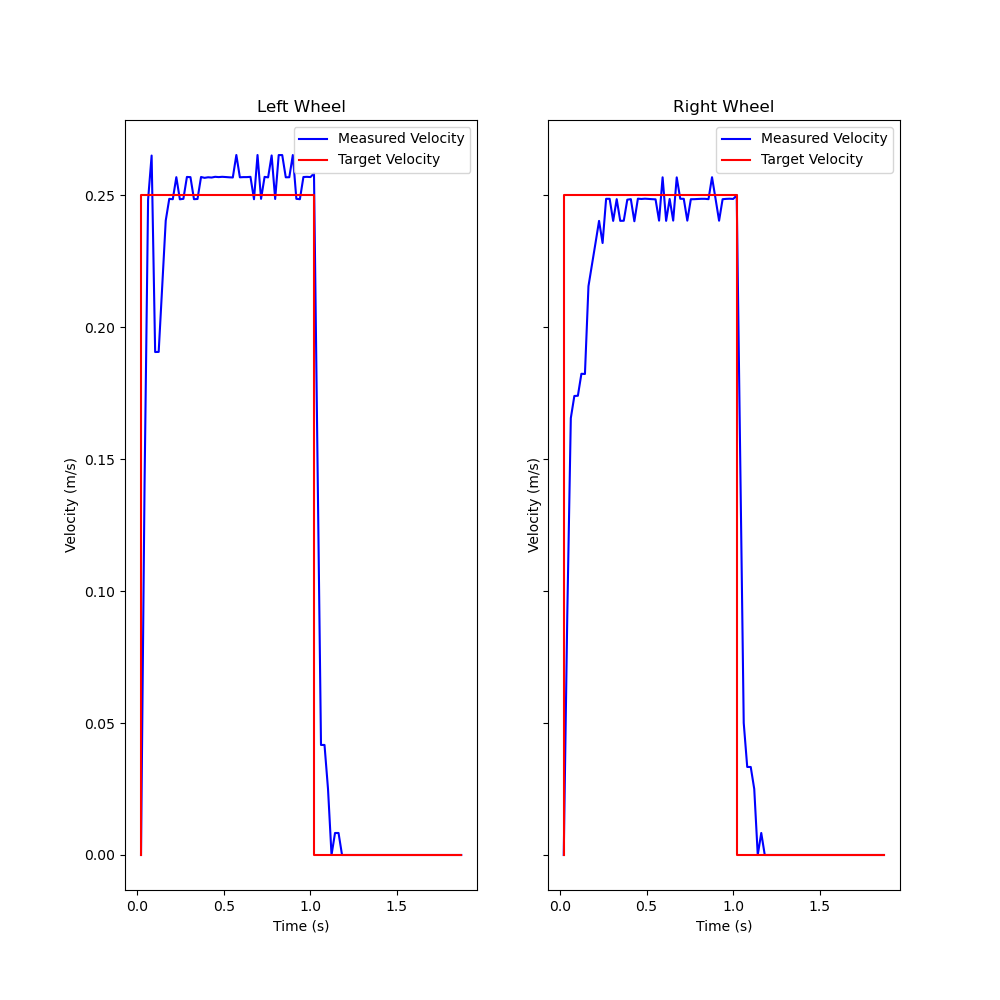 Left Wheel
Measured Velocity
Target Velocity
Velocity (m/s)
0.25
0.20
0.15
0.10
0.05
0.00
0.0 0.5 1.0 1.5
Time (s)
Right Wheel
Measured Velocity
Target Velocity
Velocity (m/s)
0.0 0.5 1.0 1.5
Time (s)